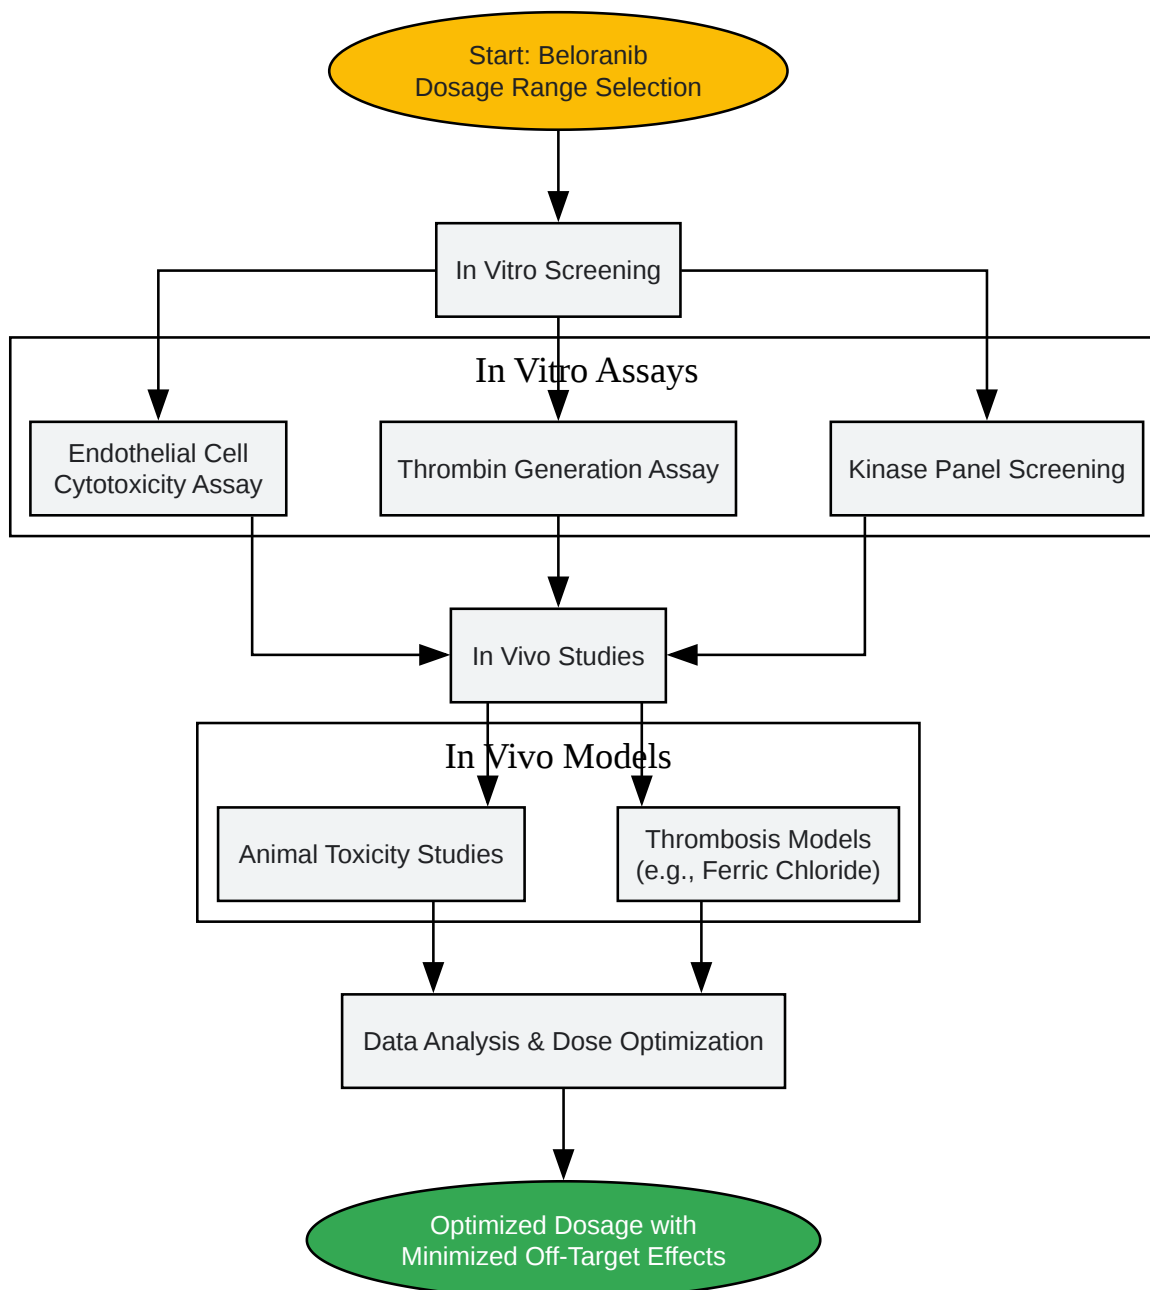 Start: Beloranib
Dosage Range Selection
In Vitro Screening
In Vitro Assays
Endothelial Cell
Cytotoxicity Assay
Thrombin Generation Assay
Kinase Panel Screening
In Vivo Studies
In Vivo Models
Animal Toxicity Studies
Thrombosis Models
(e.g., Ferric Chloride)
Data Analysis & Dose Optimization
Optimized Dosage with
Minimized Off-Target Effects